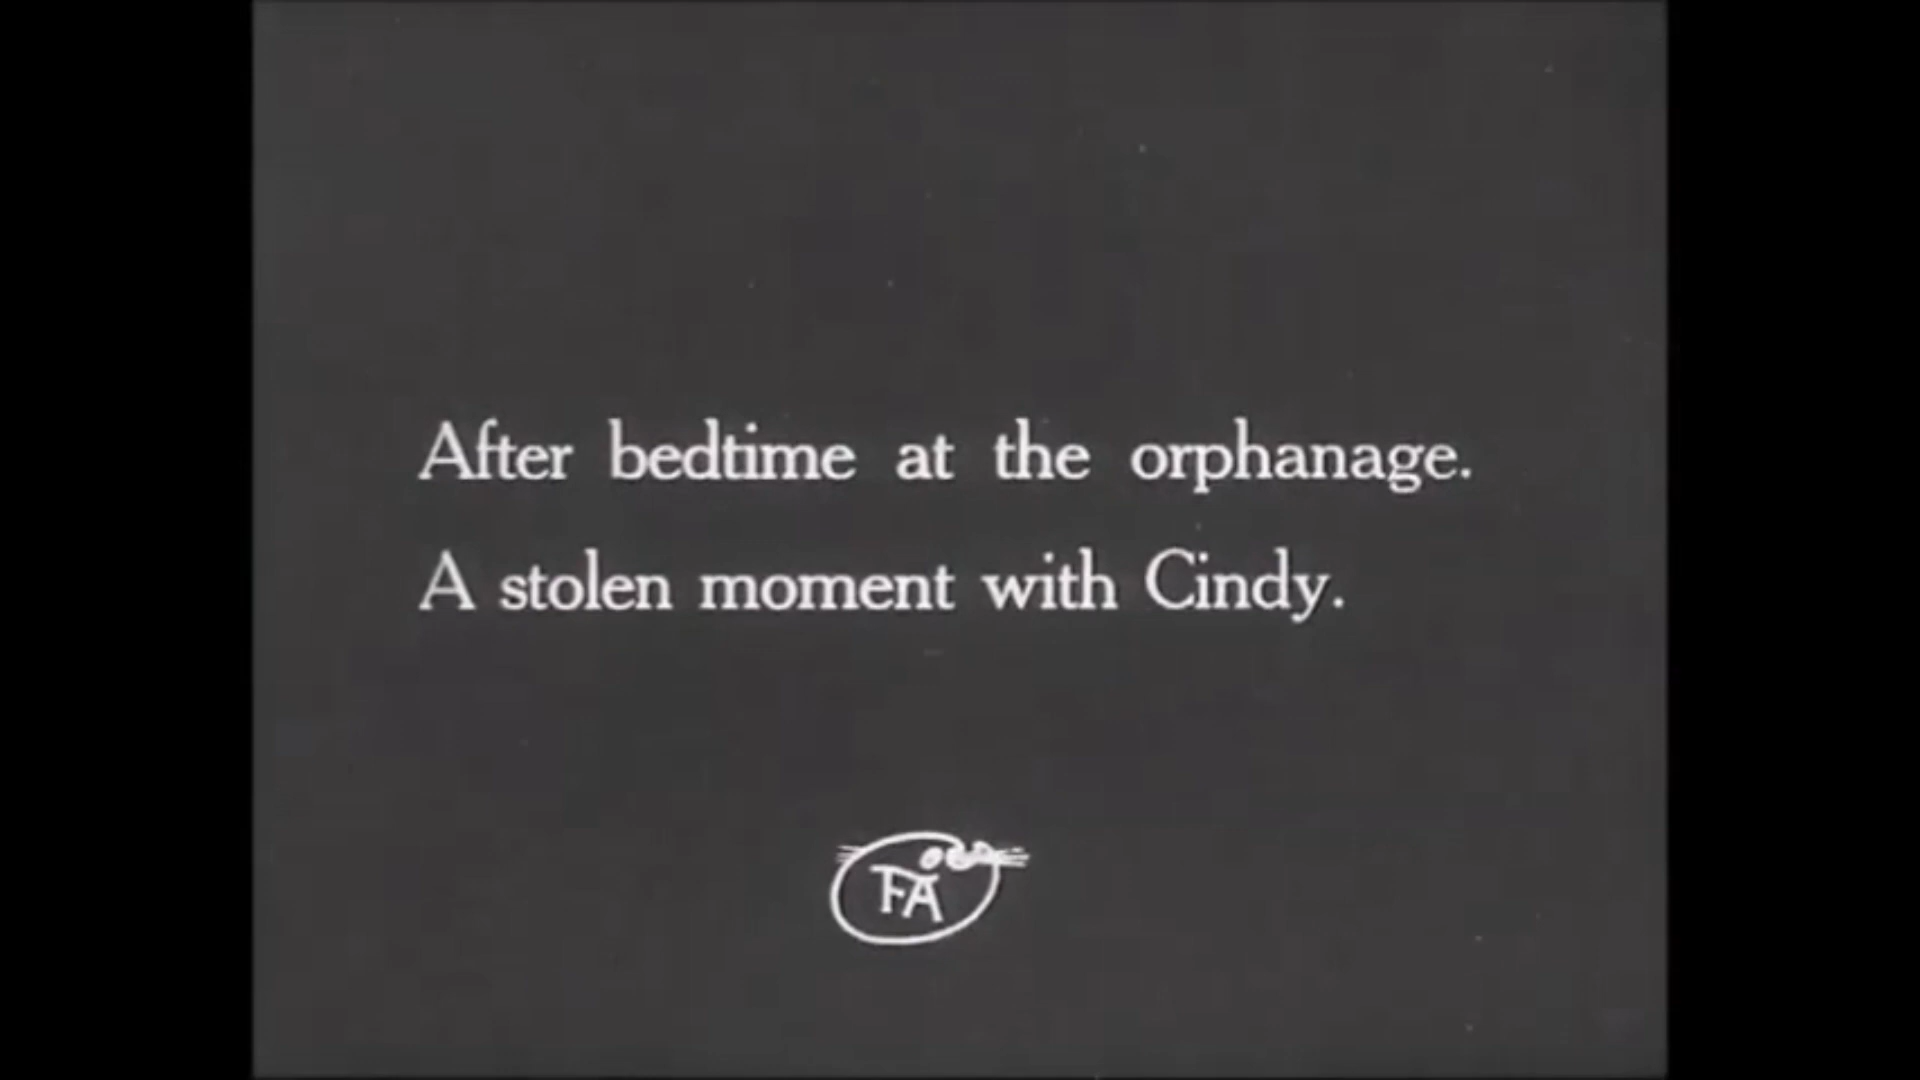 After bedtime at the orphanage.
A stolen moment with Cindy.
FA